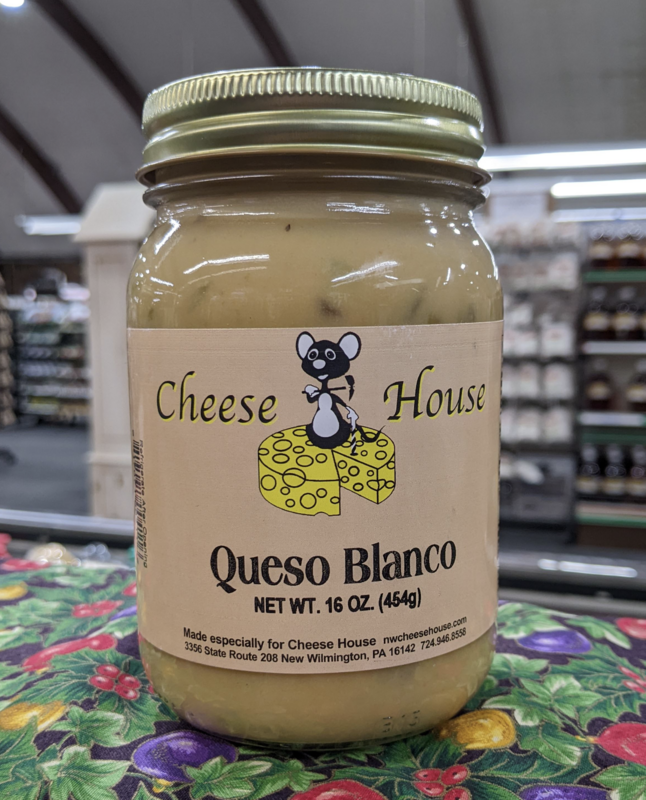 Cheese House
Queso Blanco
NET WT. 16 OZ. (454g)
Made especially for Cheese House nwcheesehouse.com
3356 State Route 208 New Wilmington, PA 16142 724.946.8558